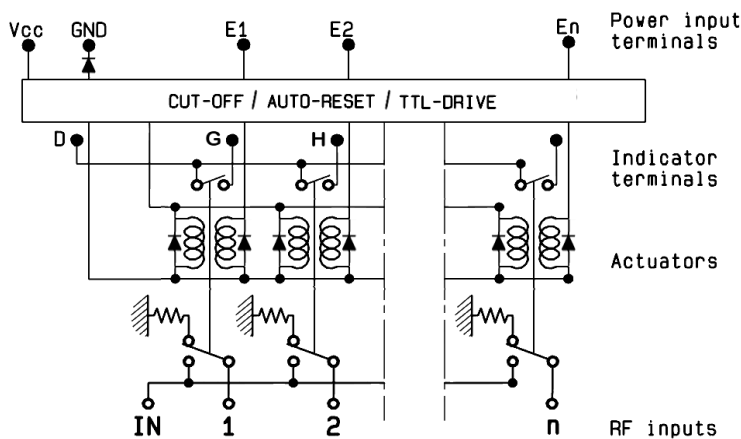 Vcc GND E1 E2 En Power input
terminals
CUT-OFF / AUTO-RESET / TTL-DRIVE
D G H
Indicator
terminals
Actuators
IN 1 2 n RF inputs